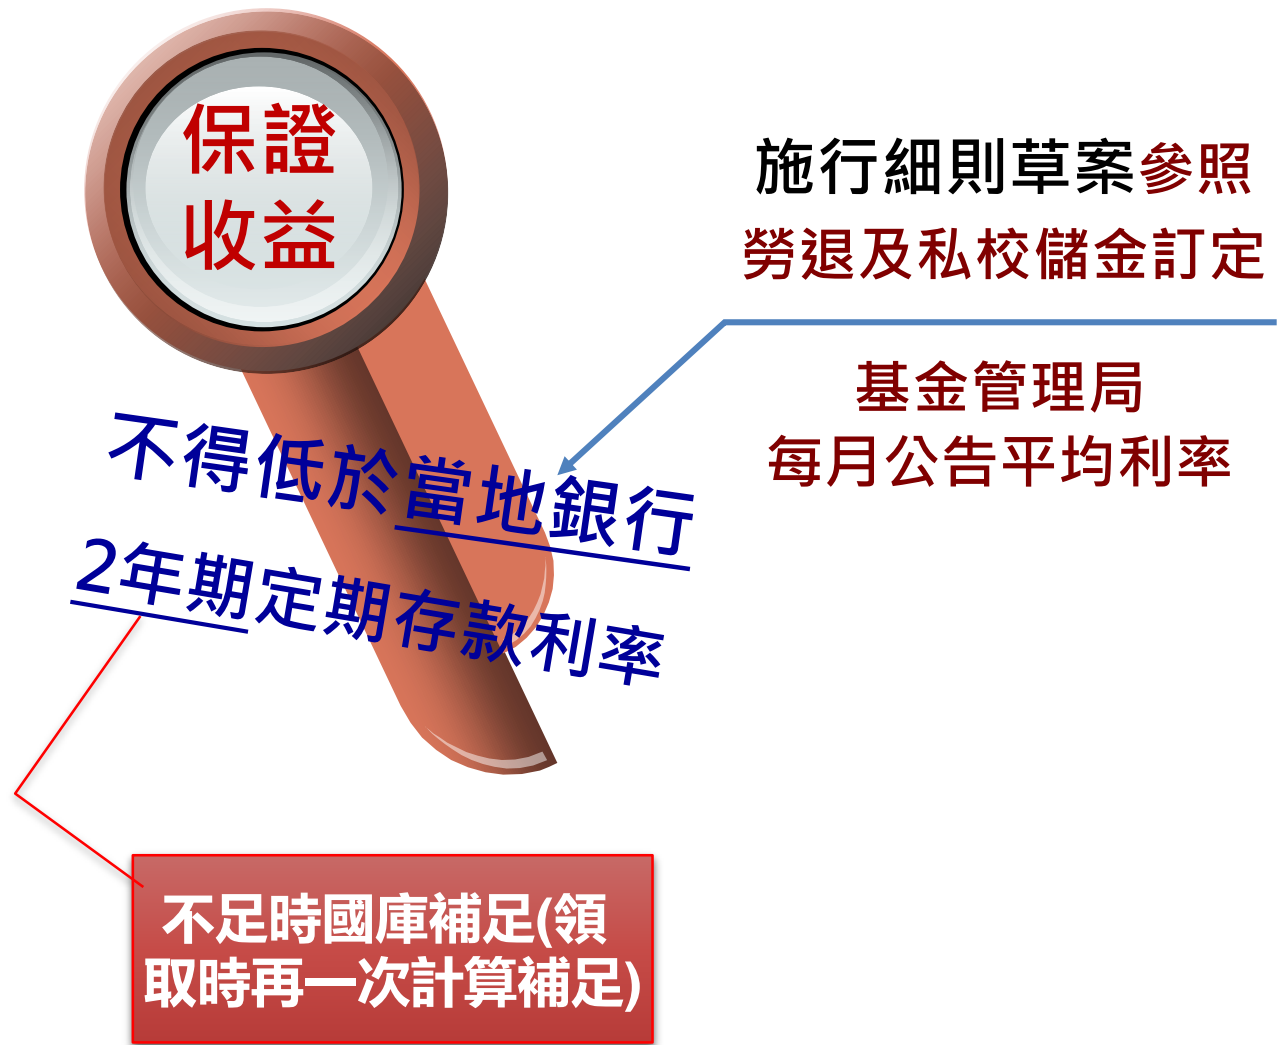 保證
收益
施行細則草案參照
勞退及私校儲金訂定
基金管理局
每月公告平均利率
不得低於當地銀行
2年期定期存款利率
不足時國庫補足(領
取時再一次計算補足)